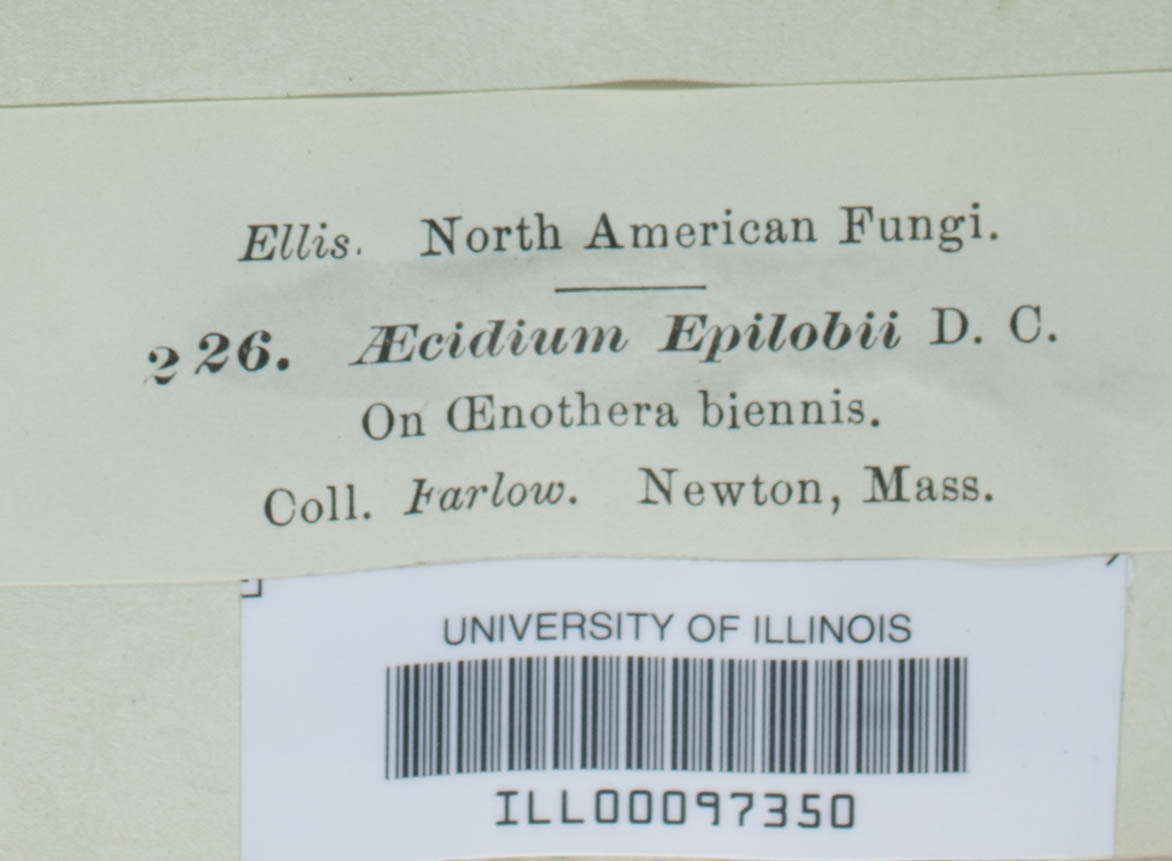 Ellis. North American Fungi.
226. Æcidium Epilobii D. C.
On Œnothera biennis.
Coll. Farlow. Newton, Mass.
UNIVERSITY OF ILLINOIS
ILL00097350